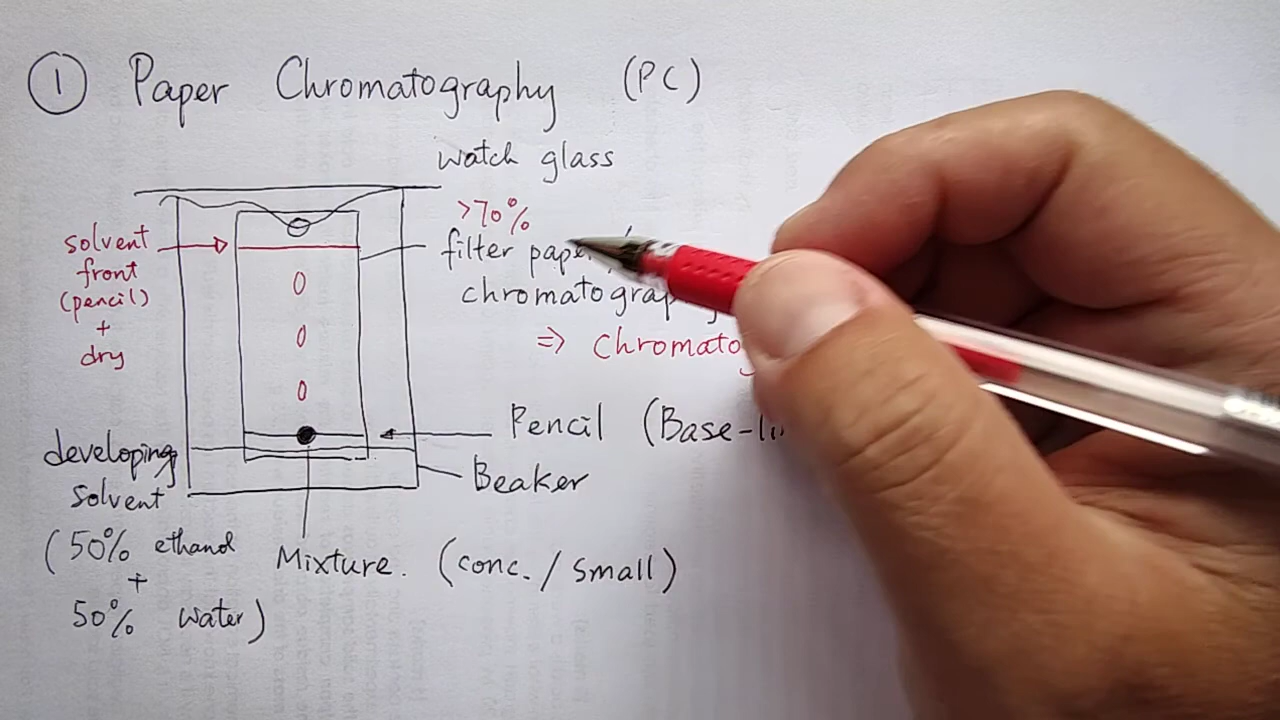 ① Paper Chromatography (PC)
watch glass
>70%
filter paper/
chromatograp
=> Chromato
solvent
front
(pencil)
+
dry
Pencil (Base-li
Beaker
developing
solvent
(50% ethanol
+
50% water)
Mixture. (conc. / small)